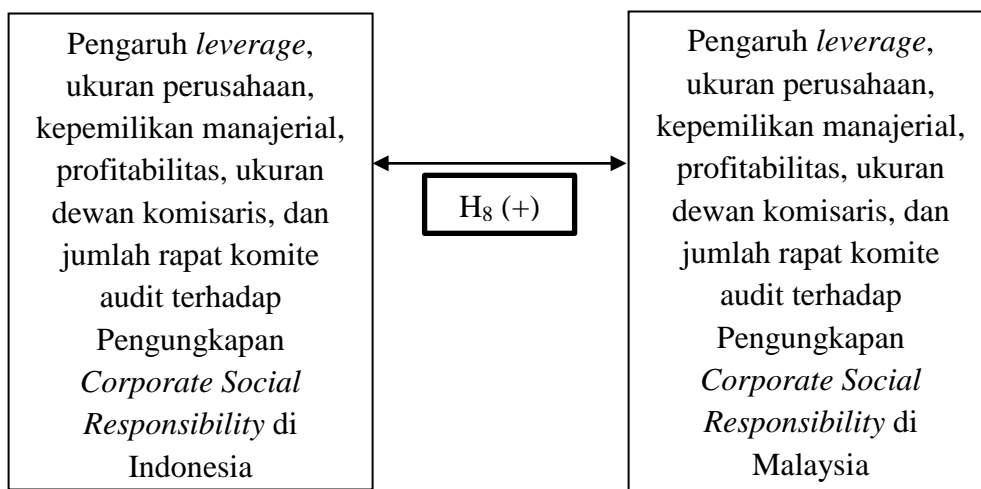 Pengaruh leverage,
ukuran perusahaan,
kepemilikan manajerial,
profitabilitas, ukuran
dewan komisaris, dan
jumlah rapat komite
audit terhadap
Pengungkapan
Corporate Social
Responsibility di
Indonesia
H₈ (+)
Pengaruh leverage,
ukuran perusahaan,
kepemilikan manajerial,
profitabilitas, ukuran
dewan komisaris, dan
jumlah rapat komite
audit terhadap
Pengungkapan
Corporate Social
Responsibility di
Malaysia